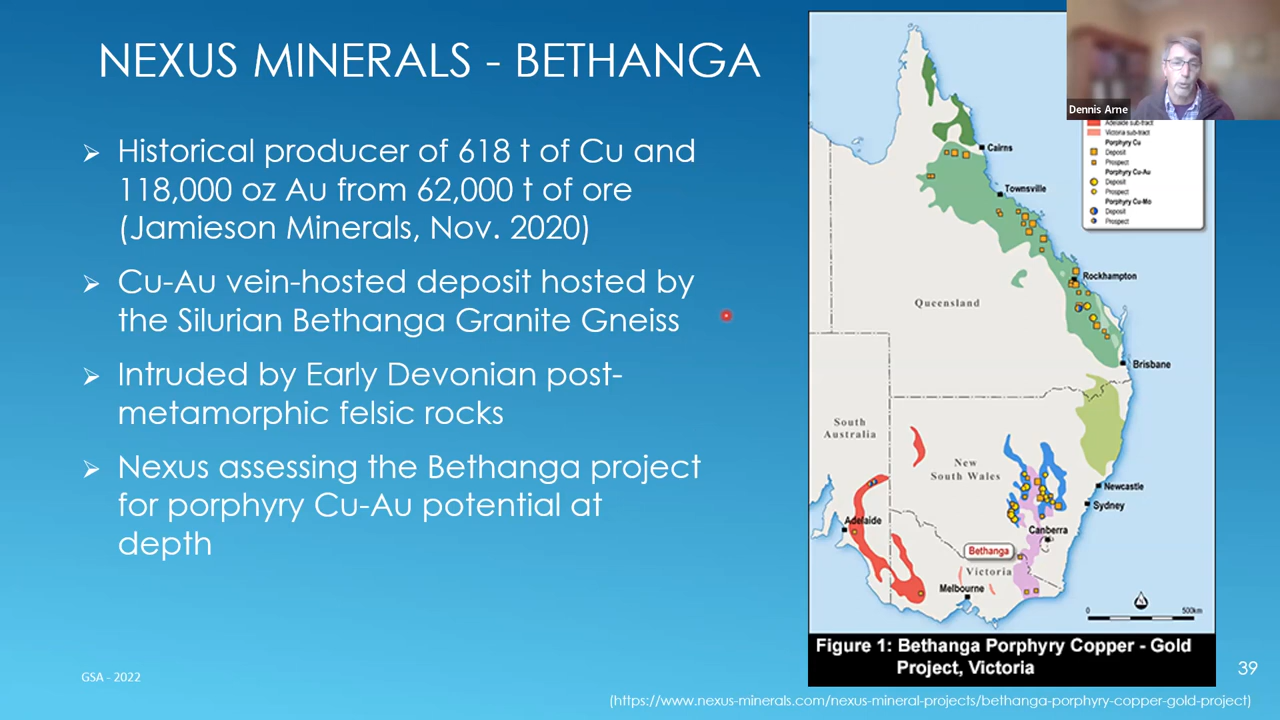 NEXUS MINERALS - BETHANGA
➢ Historical producer of 618 t of Cu and
118,000 oz Au from 62,000 t of ore
(Jamieson Minerals, Nov. 2020)
➢ Cu-Au vein-hosted deposit hosted by
the Silurian Bethanga Granite Gneiss
➢ Intruded by Early Devonian post-
metamorphic felsic rocks
➢ Nexus assessing the Bethanga project
for porphyry Cu-Au potential at
depth
GSA - 2022
Dennis Arne
Adelaide sub-tract
Victoria sub-tract
Porphyry Cu
Deposit
Prospect
Porphyry Cu-Au
Deposit
Prospect
Porphyry Cu-Mo
Deposit
Prospect
Cairns
Townsville
Rockhampton
Queensland
Brisbane
South
Australia
New
South Wales
Newcastle
Sydney
Adelaide
Canberra
Bethanga
Victoria
Melbourne
0
500km
Figure 1: Bethanga Porphyry Copper - Gold
Project, Victoria
39
(https://www.nexus-minerals.com/nexus-mineral-projects/bethanga-porphyry-copper-gold-project)